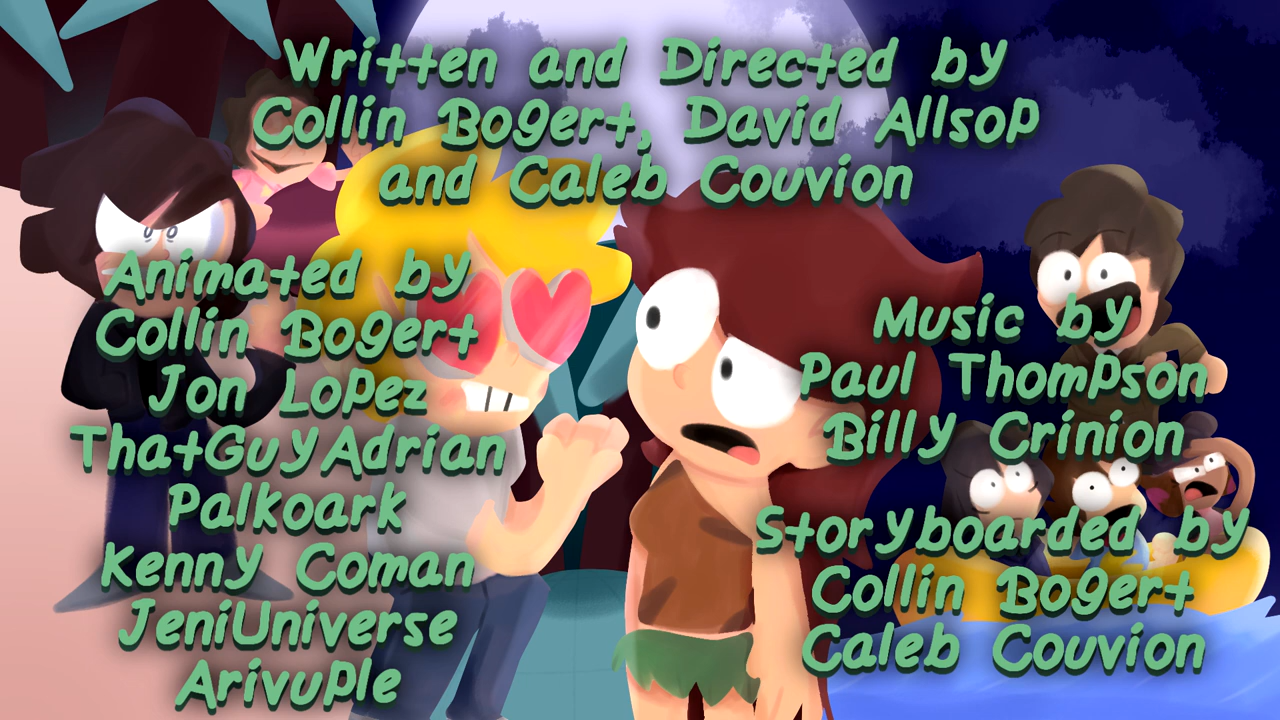 Written and Directed by
Collin Bogert, David Allsop
and Caleb Couvion
Animated by
Collin Bogert
Jon Lopez
ThatGuyAdrian
Palkoark
Kenny Coman
JeniUniverse
Arivuple
Music by
Paul Thompson
Billy Crinion
Storyboarded by
Collin Bogert
Caleb Couvion